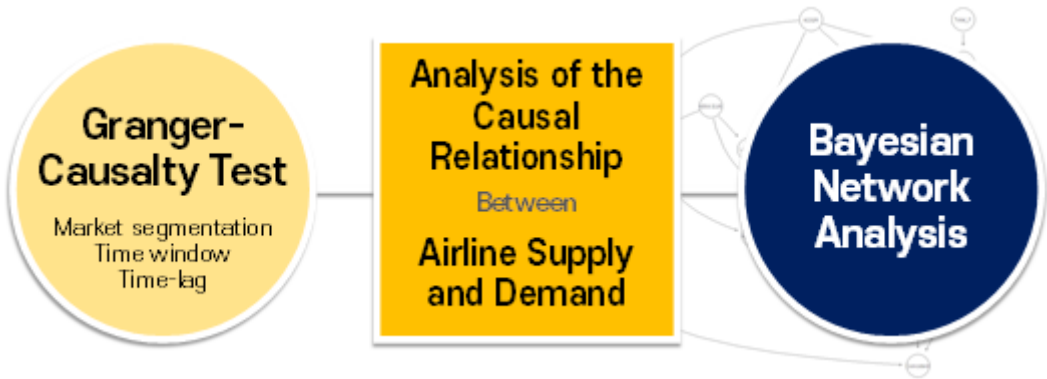 Granger-
Causalty Test
Market segmentation
Time window
Time-lag
Analysis of the
Causal
Relationship
Between
Airline Supply
and Demand
Bayesian
Network
Analysis